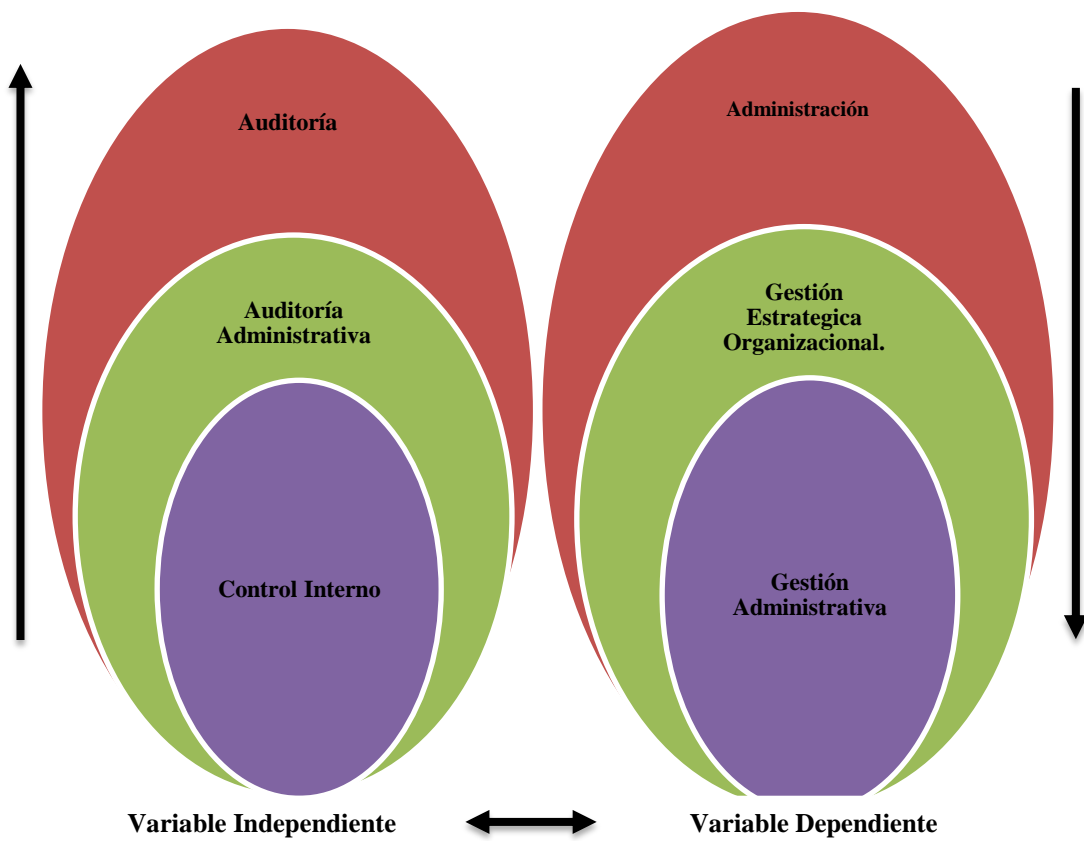 Auditoría
Auditoría
Administrativa
Control Interno
Administración
Gestión
Estrategica
Organizacional.
Gestión
Administrativa
Variable Independiente
Variable Dependiente